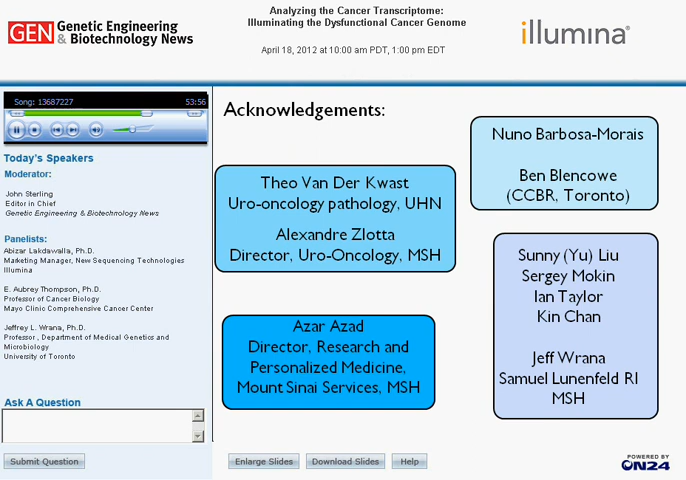 GEN Genetic Engineering
& Biotechnology News
Analyzing the Cancer Transcriptome:
Illuminating the Dysfunctional Cancer Genome
April 18, 2012 at 10:00 am PDT, 1:00 pm EDT
illumina®
Song: 13687227 53:56
Today's Speakers
Moderator:
John Sterling
Editor in Chief
Genetic Engineering & Biotechnology News
Panelists:
Abizar Lakdawalla, Ph.D.
Marketing Manager, New Sequencing Technologies
Illumina
E. Aubrey Thompson, Ph.D.
Professor of Cancer Biology
Mayo Clinic Comprehensive Cancer Center
Jeffrey L. Wrana, Ph.D.
Professor , Department of Medical Genetics and
Microbiology
University of Toronto
Ask A Question
Submit Question
Acknowledgements:
Theo Van Der Kwast
Uro-oncology pathology, UHN
Alexandre Zlotta
Director, Uro-Oncology, MSH
Azar Azad
Director, Research and
Personalized Medicine,
Mount Sinai Services, MSH
Nuno Barbosa-Morais
Ben Blencowe
(CCBR, Toronto)
Sunny (Yu) Liu
Sergey Mokin
Ian Taylor
Kin Chan
Jeff Wrana
Samuel Lunenfeld RI
MSH
Enlarge Slides
Download Slides
Help
POWERED BY
ON24